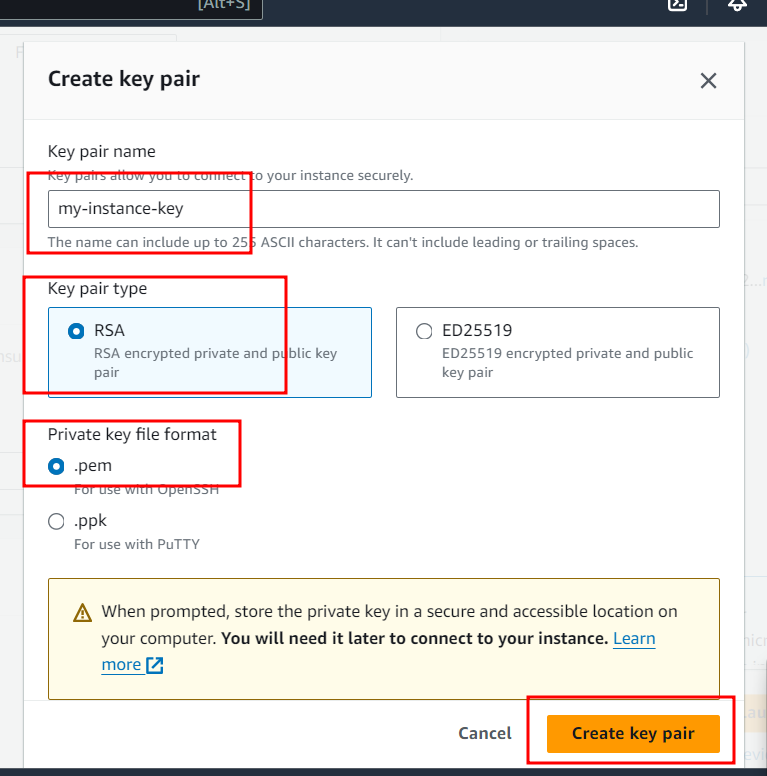 [Alt+S]
Create key pair
Key pair name
Key pairs allow you to connect to your instance securely.
my-instance-key
The name can include up to 255 ASCII characters. It can't include leading or trailing spaces.
Key pair type
RSA
RSA encrypted private and public key
pair
ED25519
ED25519 encrypted private and public
key pair
Private key file format
.pem
For use with OpenSSH
.ppk
For use with PuTTY
When prompted, store the private key in a secure and accessible location on
your computer. You will need it later to connect to your instance. Learn
more
Cancel
Create key pair